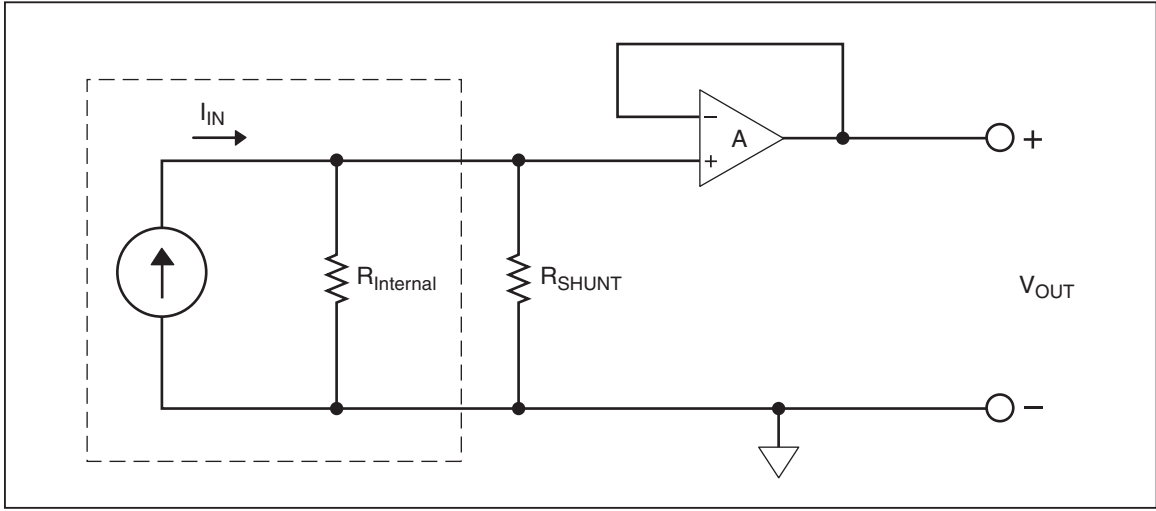 I_IN
−
A
+
+
R_Internal
R_SHUNT
V_OUT
−